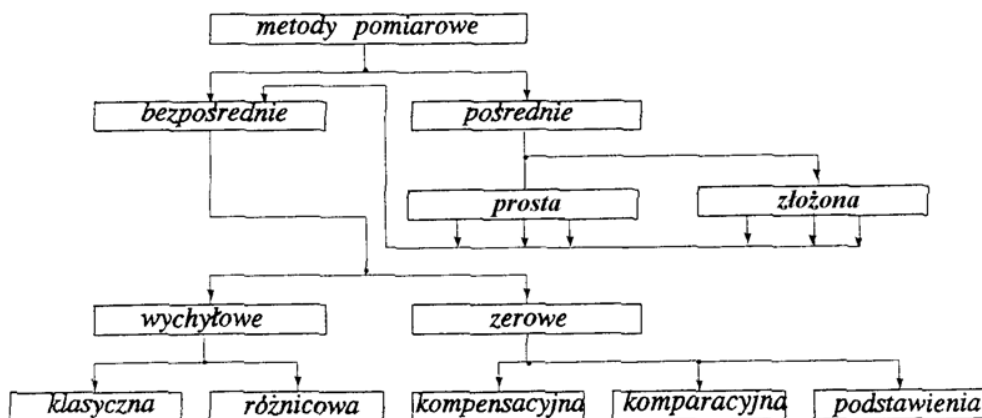 metody pomiarowe
bezpośrednie
pośrednie
prosta
złożona
wychyłowe
zerowe
klasyczna
różnicowa
kompensacyjna
komparacyjna
podstawienia